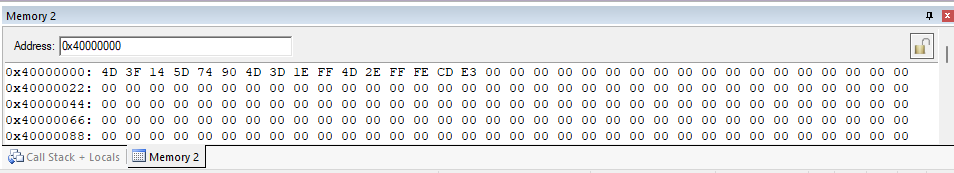 Memory 2
Address: 0x40000000
0x40000000: 4D 3F 14 5D 74 90 4D 3D 1E FF 4D 2E FF FE CD E3 00 00 00 00 00 00 00 00 00 00 00 00 00 00 00 00 00 00
0x40000022: 00 00 00 00 00 00 00 00 00 00 00 00 00 00 00 00 00 00 00 00 00 00 00 00 00 00 00 00 00 00 00 00 00 00
0x40000044: 00 00 00 00 00 00 00 00 00 00 00 00 00 00 00 00 00 00 00 00 00 00 00 00 00 00 00 00 00 00 00 00 00 00
0x40000066: 00 00 00 00 00 00 00 00 00 00 00 00 00 00 00 00 00 00 00 00 00 00 00 00 00 00 00 00 00 00 00 00 00 00
0x40000088: 00 00 00 00 00 00 00 00 00 00 00 00 00 00 00 00 00 00 00 00 00 00 00 00 00 00 00 00 00 00 00 00 00 00
Call Stack + Locals Memory 2